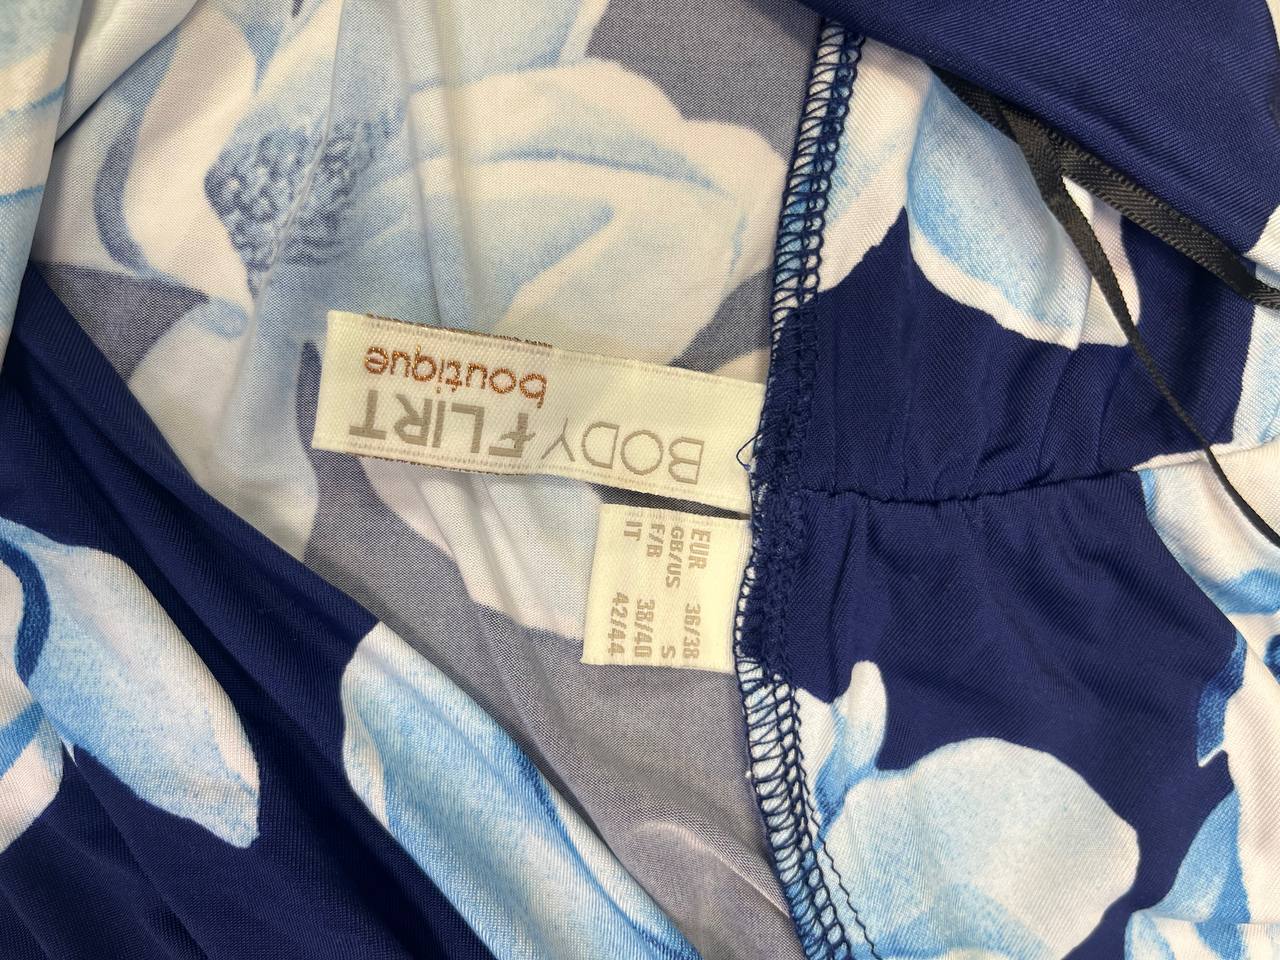 BODY FLIRT
boutique
EUR 36/38
GB/US S
F/B 38/40
IT 42/44